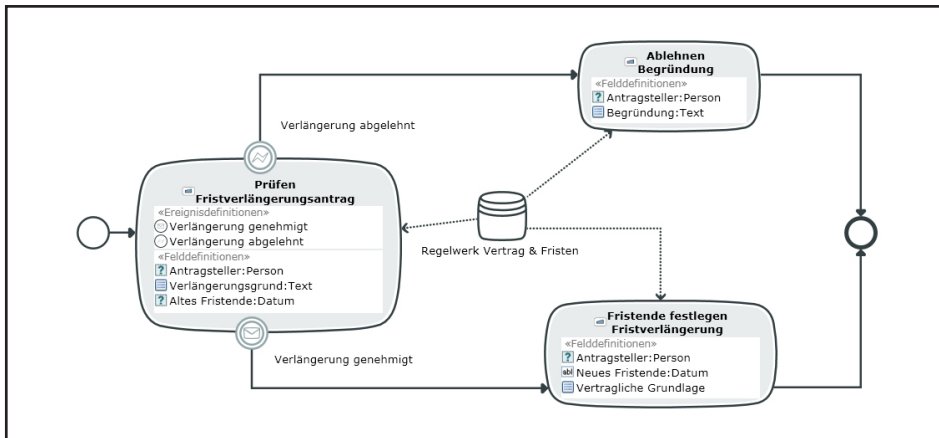 Ablehnen
Begründung
«Felddefinitionen»
Antragsteller:Person
Begründung:Text
Verlängerung abgelehnt
Prüfen
Fristverlängerungsantrag
«Ereignisdefinitionen»
Verlängerung genehmigt
Verlängerung abgelehnt
«Felddefinitionen»
? Antragsteller:Person
Verlängerungsgrund:Text
? Altes Fristende:Datum
Regelwerk Vertrag & Fristen
Verlängerung genehmigt
Fristende festlegen
Fristverlängerung
«Felddefinitionen»
? Antragsteller:Person
abl Neues Fristende:Datum
Vertragliche Grundlage